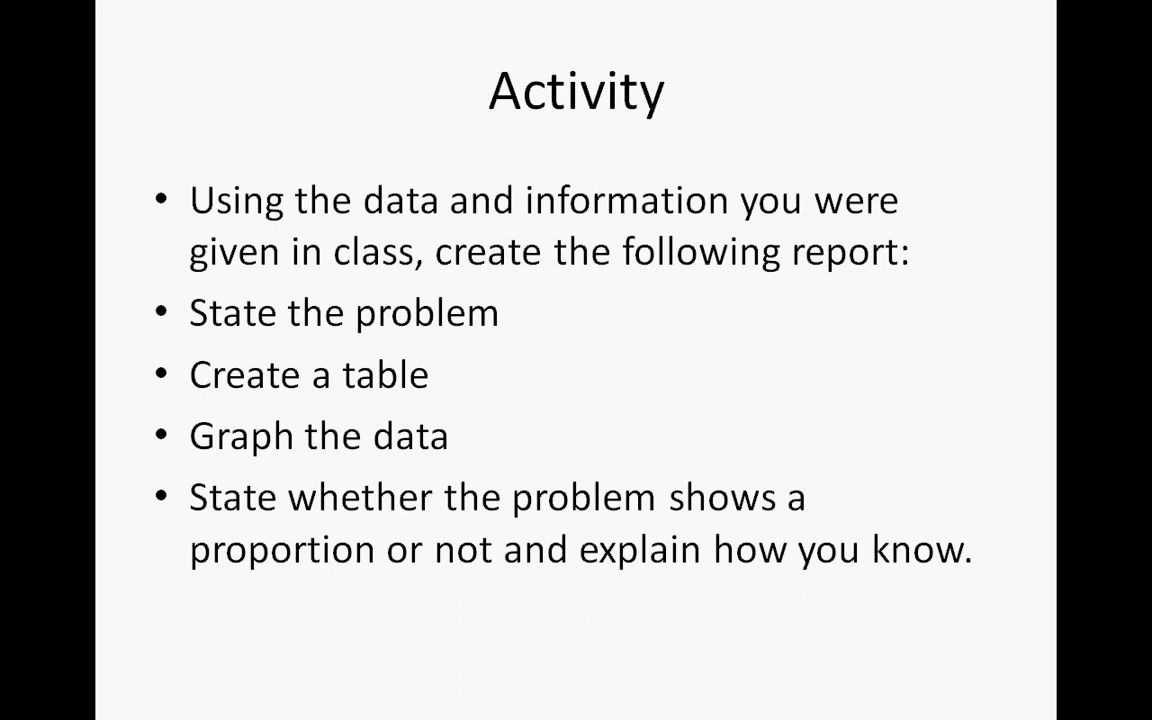 Activity
• Using the data and information you were
given in class, create the following report:
• State the problem
• Create a table
• Graph the data
• State whether the problem shows a
proportion or not and explain how you know.